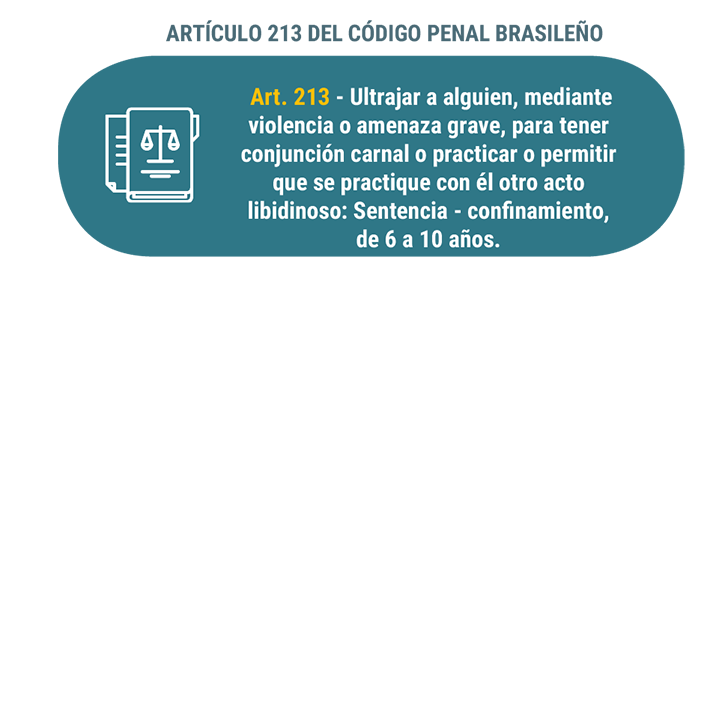 ARTÍCULO 213 DEL CÓDIGO PENAL BRASILEÑO
Art. 213 - Ultrajar a alguien, mediante
violencia o amenaza grave, para tener
conjunción carnal o practicar o permitir
que se practique con él otro acto
libidinoso: Sentencia - confinamiento,
de 6 a 10 años.